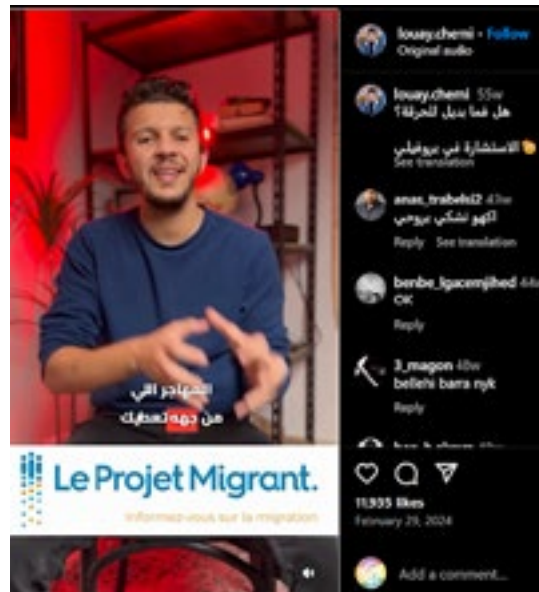 المهاجر اللي
من جهة تعطيك
Le Projet Migrant.
Informez-vous sur la migration
louay.chemi • Follow
Original audio
louay.chemi 55w
هل فما بديل للحرقة؟
الاستشارة في بروفيلي
See translation
anas_trabelsi2 43w
اكهو نشكي بروحي
Reply See translation
benbe_lgacemjihed 44w
OK
Reply
3_magon 48w
bellehi barra nyk
Reply
11,935 likes
February 29, 2024
Add a comment...